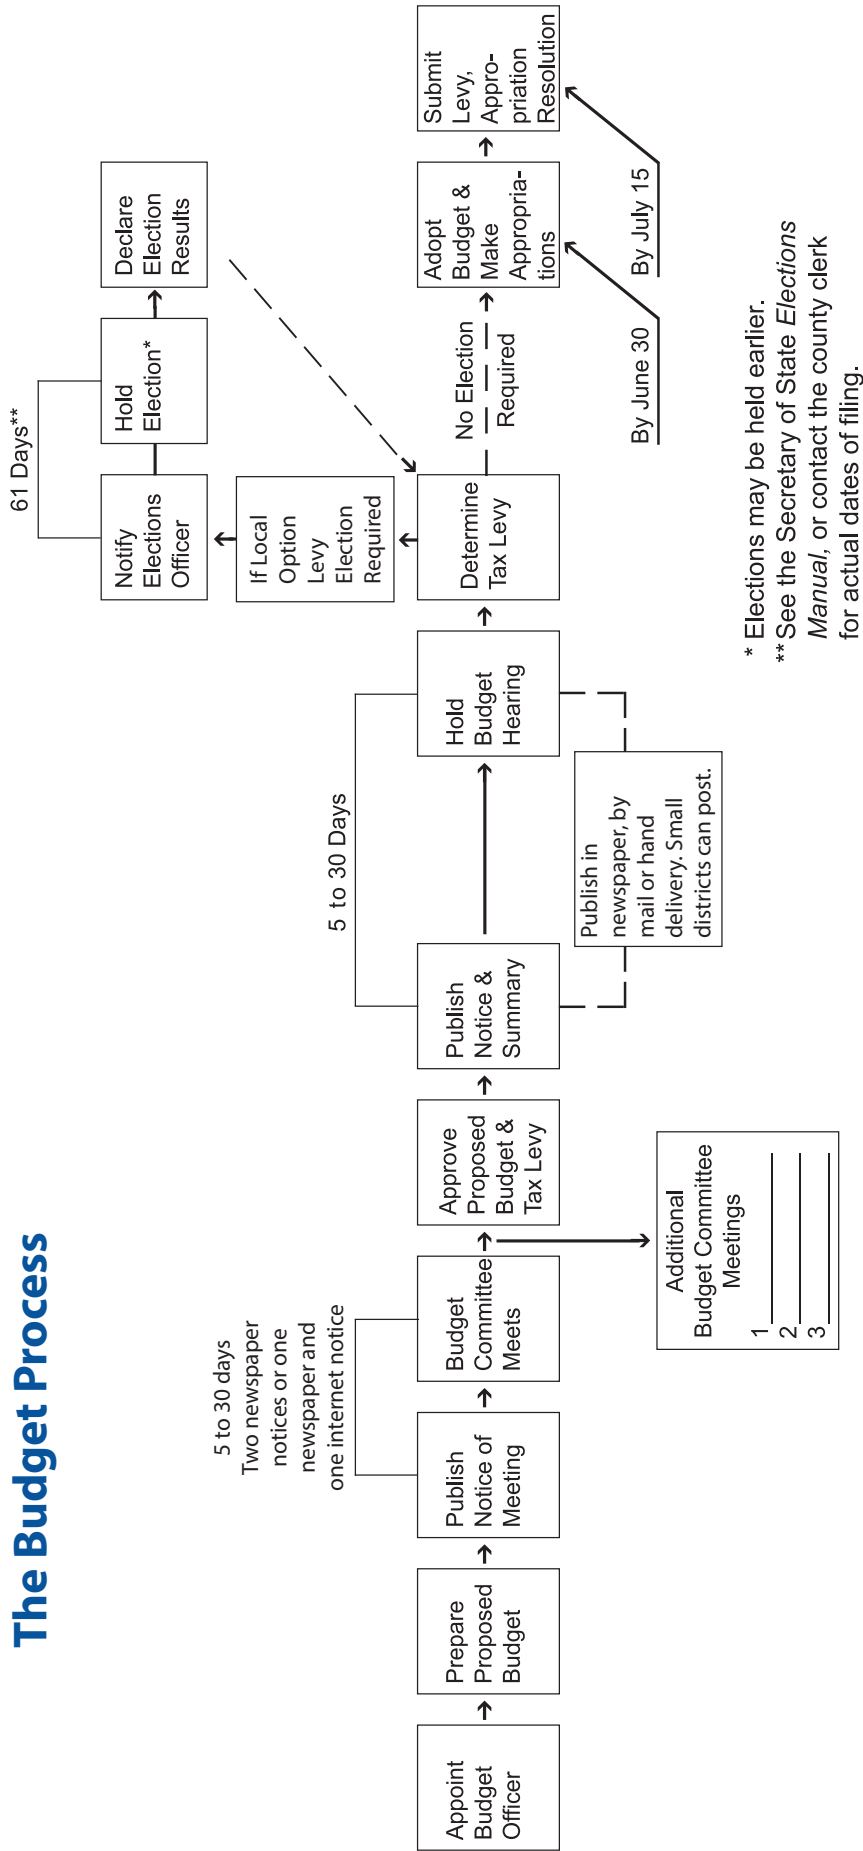 The Budget Process
Appoint
Budget
Officer
Prepare
Proposed
Budget
Publish
Notice of
Meeting
5 to 30 days
Two newspaper
notices or one
newspaper and
one internet notice
Budget
Committee
Meets
Additional
Budget Committee
Meetings
1
2
3
Approve
Proposed
Budget &
Tax Levy
Publish
Notice &
Summary
5 to 30 Days
Publish in
newspaper, by
mail or hand
delivery. Small
districts can post.
Hold
Budget
Hearing
Determine
Tax Levy
If Local
Option
Levy
Election
Required
Notify
Elections
Officer
61 Days**
Hold
Election*
Declare
Election
Results
No Election
Required
Adopt
Budget &
Make
Appropria-
tions
By June 30
Submit
Levy,
Appro-
priation
Resolution
By July 15
* Elections may be held earlier.
** See the Secretary of State Elections
Manual, or contact the county clerk
for actual dates of filing.